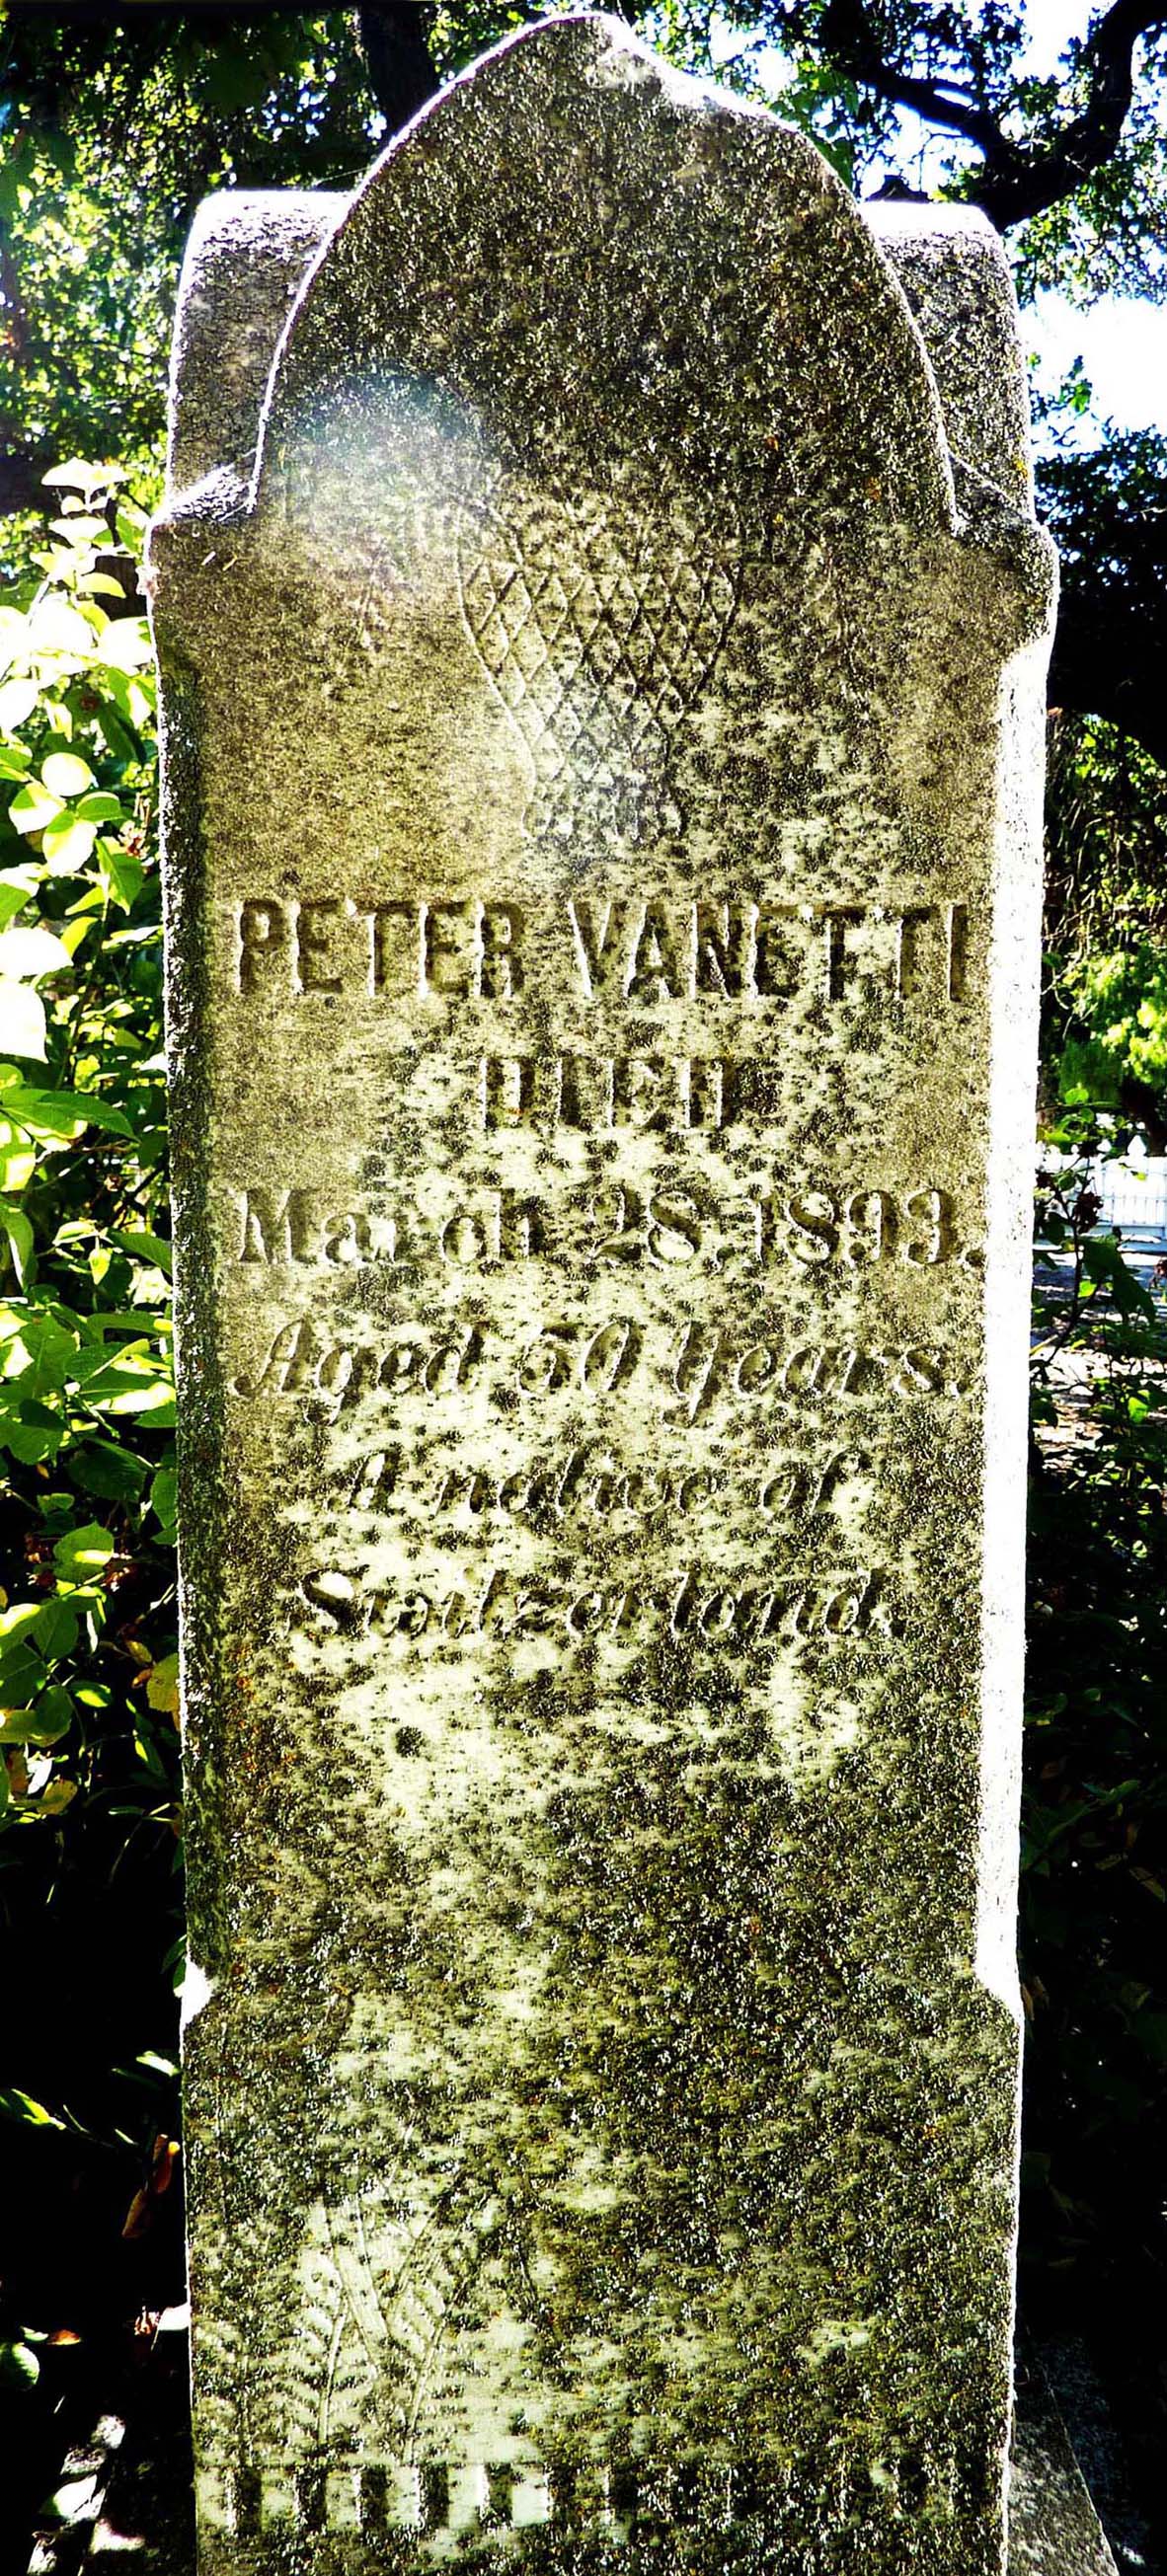 PETER VANETTI
DIED
March 28, 1893.
Aged 50 Years.
A native of
Switzerland.